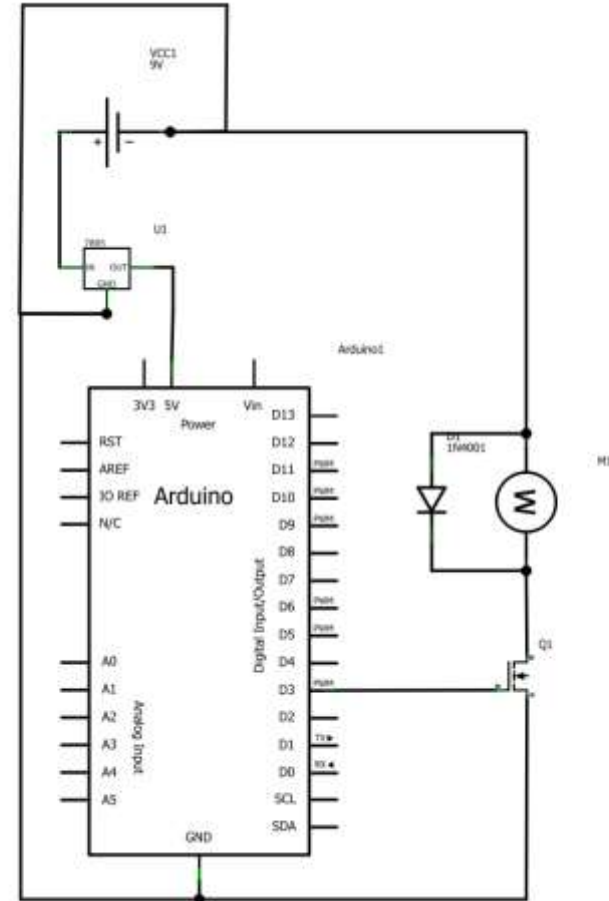 VCC1
9V
+
-
U1
7805
IN
OUT
GND
Arduino1
3V3
5V
Vin
Power
Arduino
RST
AREF
IO REF
N/C
A0
A1
A2
A3
A4
A5
Analog Input
D13
D12
D11
PWM
D10
PWM
D9
PWM
D8
D7
D6
PWM
D5
PWM
D4
D3
PWM
D2
D1
TX
D0
RX
SCL
SDA
Digital Input/Output
GND
D1
1N4001
M
M1
Q1